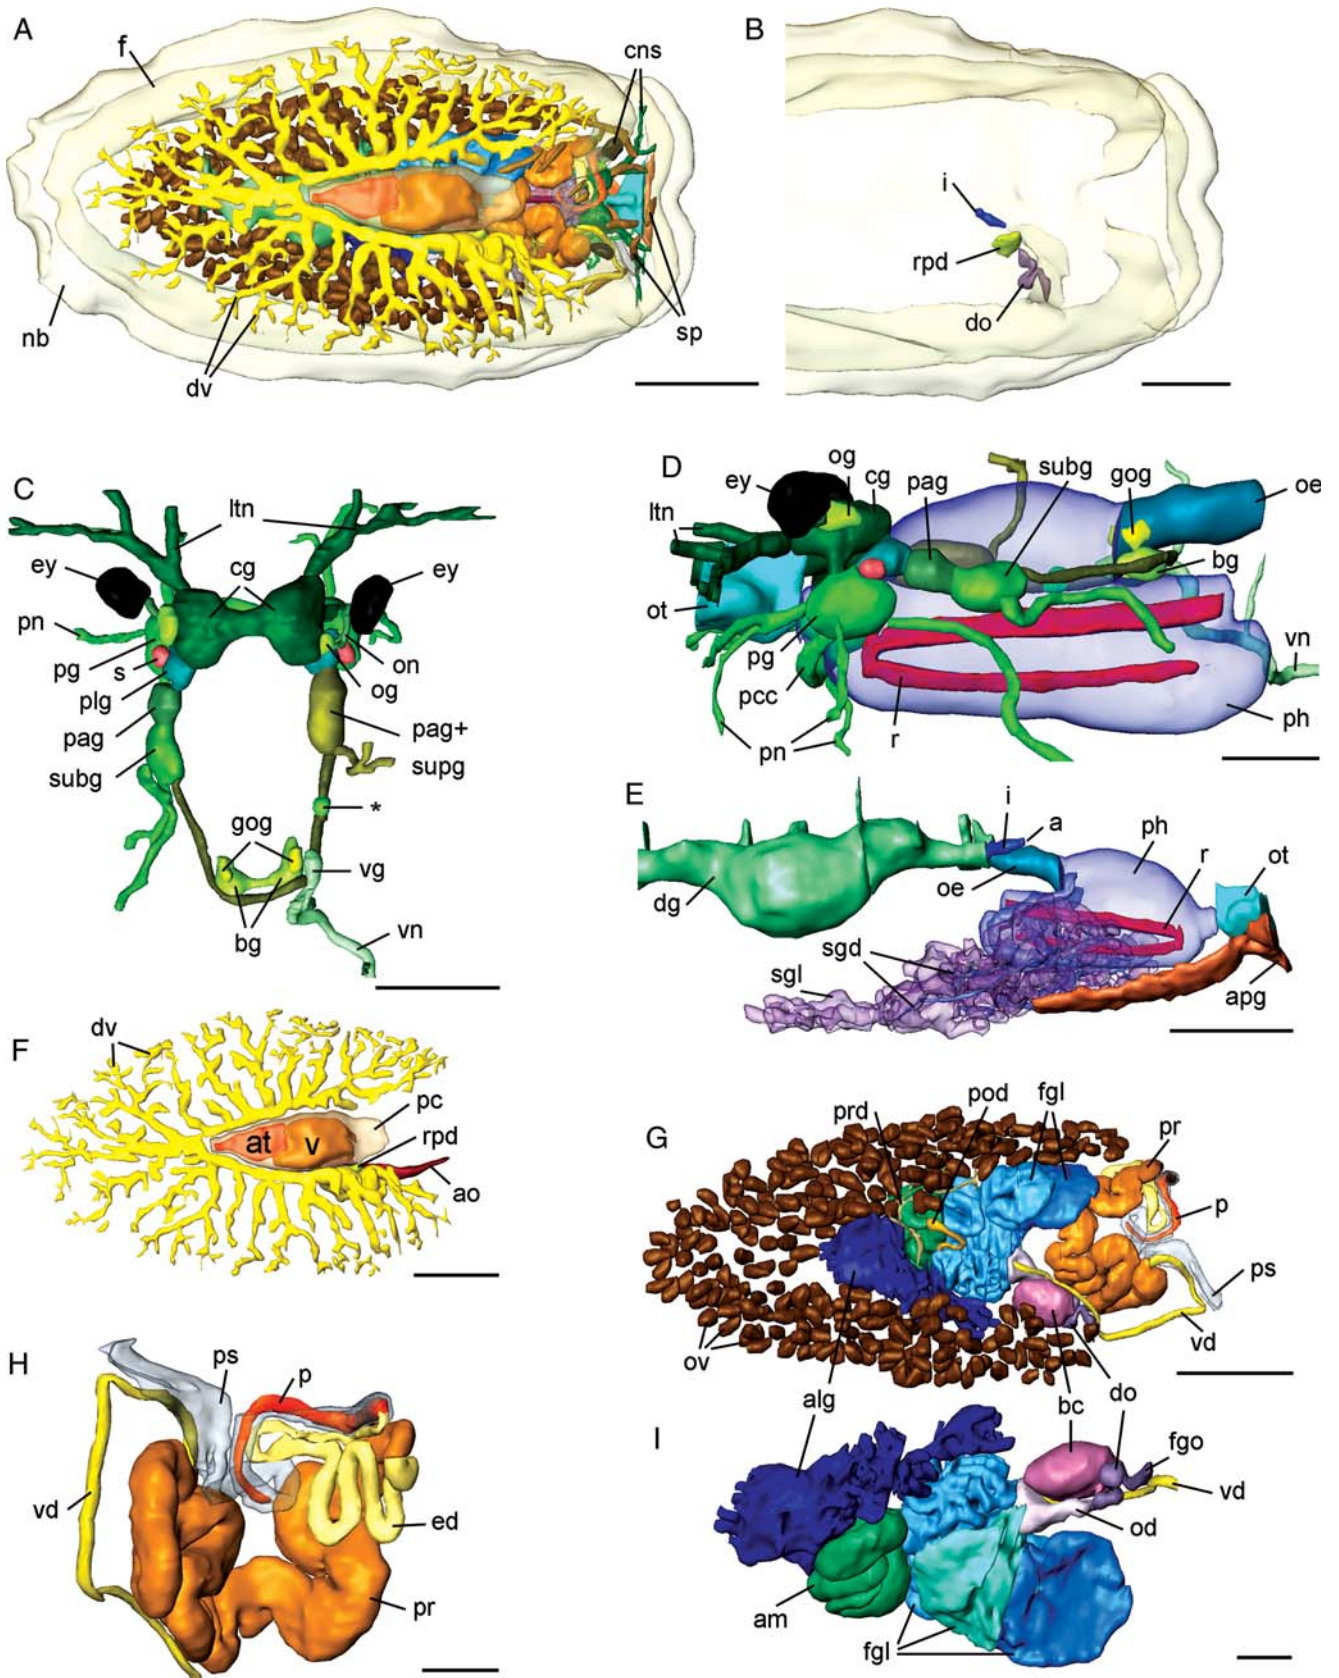 A
f
cns
nb
dv
sp
B
i
rpd
do
C
ltn
ey
cg
ey
pn
pg
s
plg
on
og
pag
pag+
subg
supg
*
gog
vg
bg
vn
D
og
cg
pag
subg
gog
oe
ey
ltn
bg
ot
pg
pcc
vn
pn
r
ph
E
i
a
ph
r
ot
dg
oe
sgd
sgl
apg
F
dv
pc
at
v
rpd
ao
G
prd
pod
fgl
pr
p
ps
vd
ov
alg
bc
do
H
ps
p
vd
ed
pr
I
fgo
vd
od
am
fgl